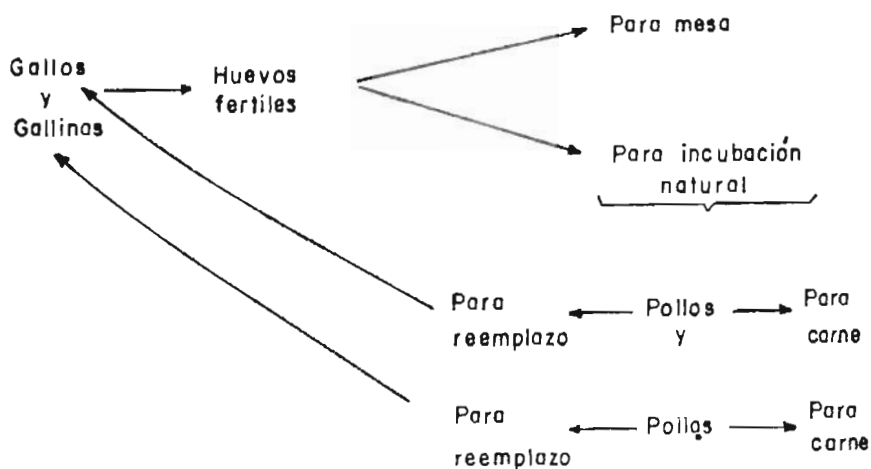 Para mesa
Gallos
y
Gallinas
Huevos
fertiles
Para incubación
natural
Para
reemplazo
Pollos
y
Para
carne
Para
reemplazo
Pollas
Para
carne